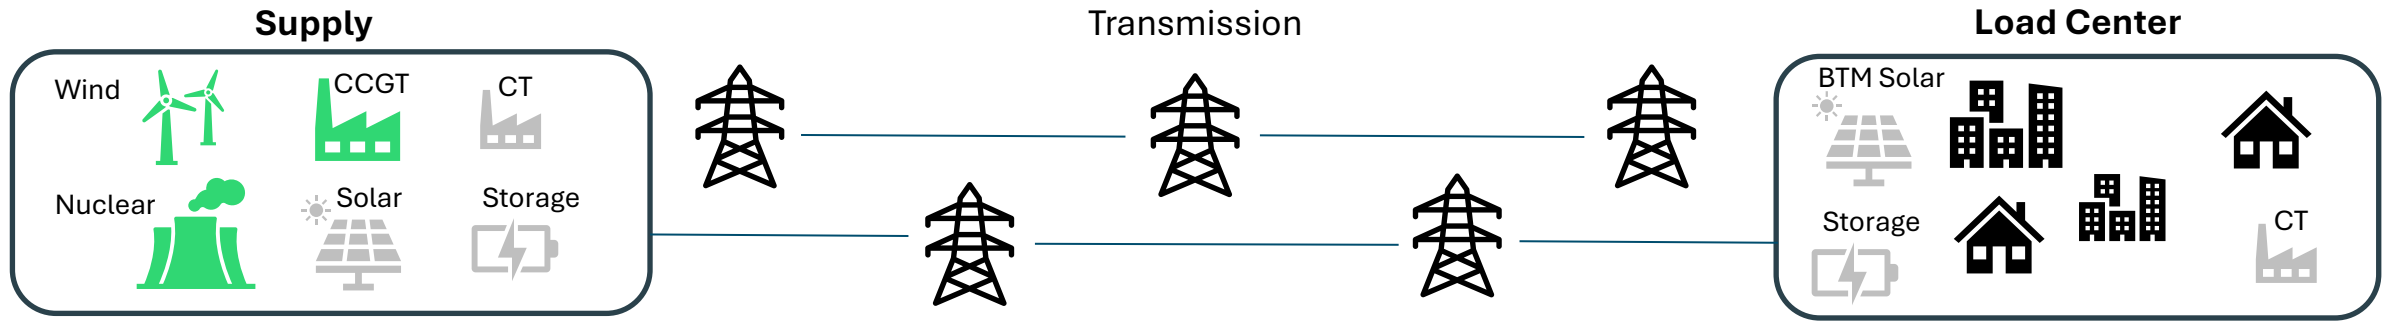 Supply
Transmission
Load Center
Wind
CCGT
CT
Nuclear
Solar
Storage
BTM Solar
Storage
CT